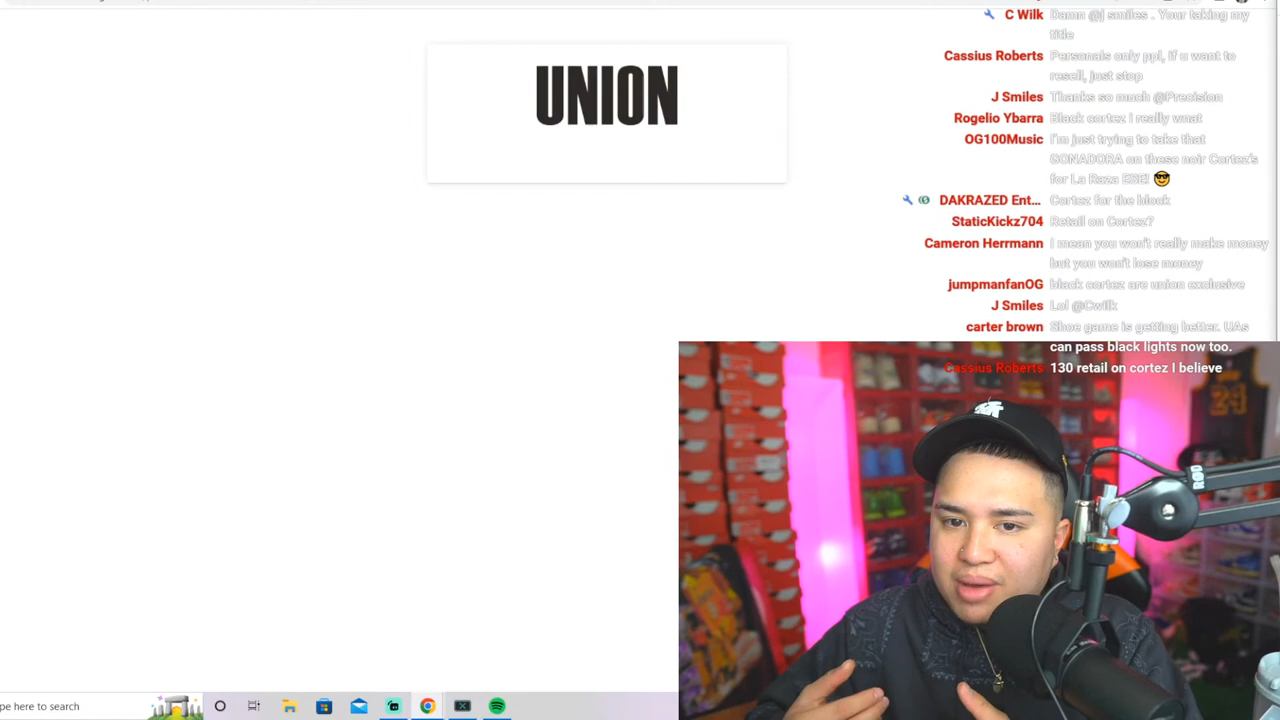 UNION
C Wilk Damn @j smiles . Your taking my
title
Cassius Roberts Personals only ppl, if u want to
resell, just stop
J Smiles Thanks so much @Precision
Rogelio Ybarra Black cortez I really wnat
OG100Music I'm just trying to take that
GONADORA on these noir Cortez's
for La Raza ESE! 😎
DAKRAZED Ent... Cortez for the block
StaticKickz704 Retail on Cortez?
Cameron Herrmann I mean you won't really make money
but you won't lose money
jumpmanfanOG black cortez are union exclusive
J Smiles Lol @Cwilk
carter brown Shoe game is getting better. UAs
can pass black lights now too.
Cassius Roberts 130 retail on cortez I believe
24
pe here to search